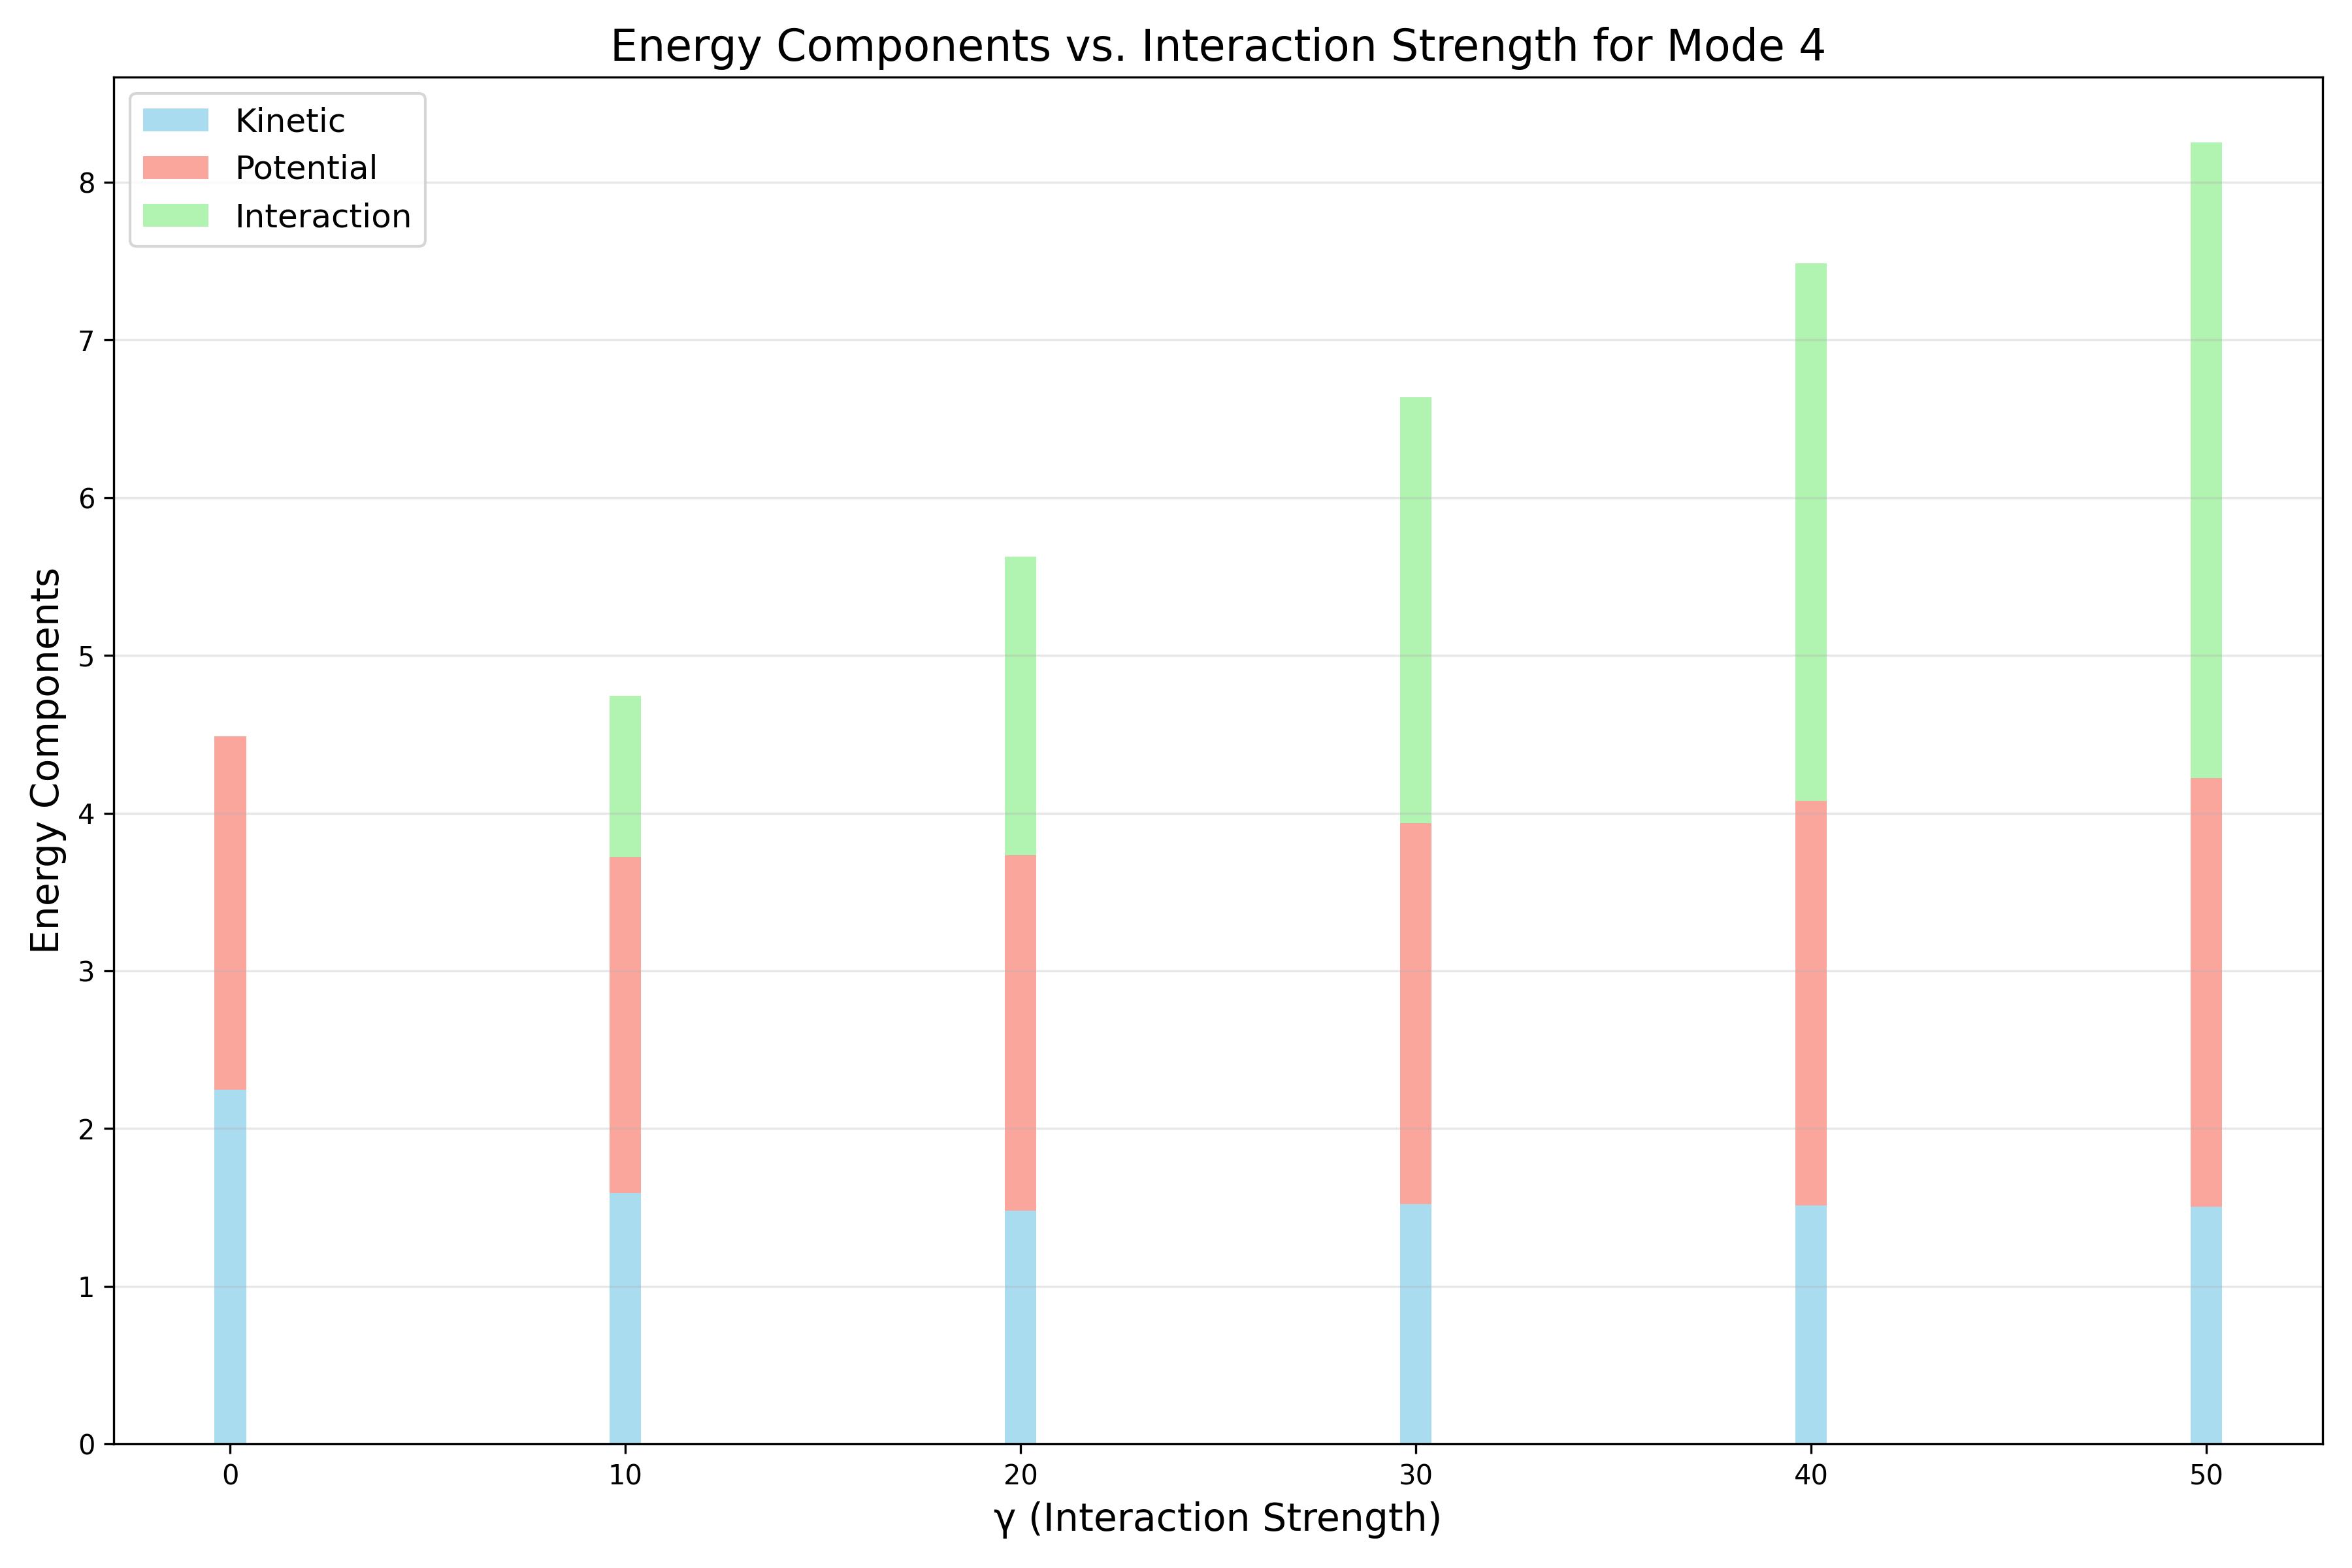 Energy Components vs. Interaction Strength for Mode 4
Kinetic
Potential
Interaction
Energy Components
8
7
6
5
4
3
2
1
0
0 10 20 30 40 50
γ (Interaction Strength)